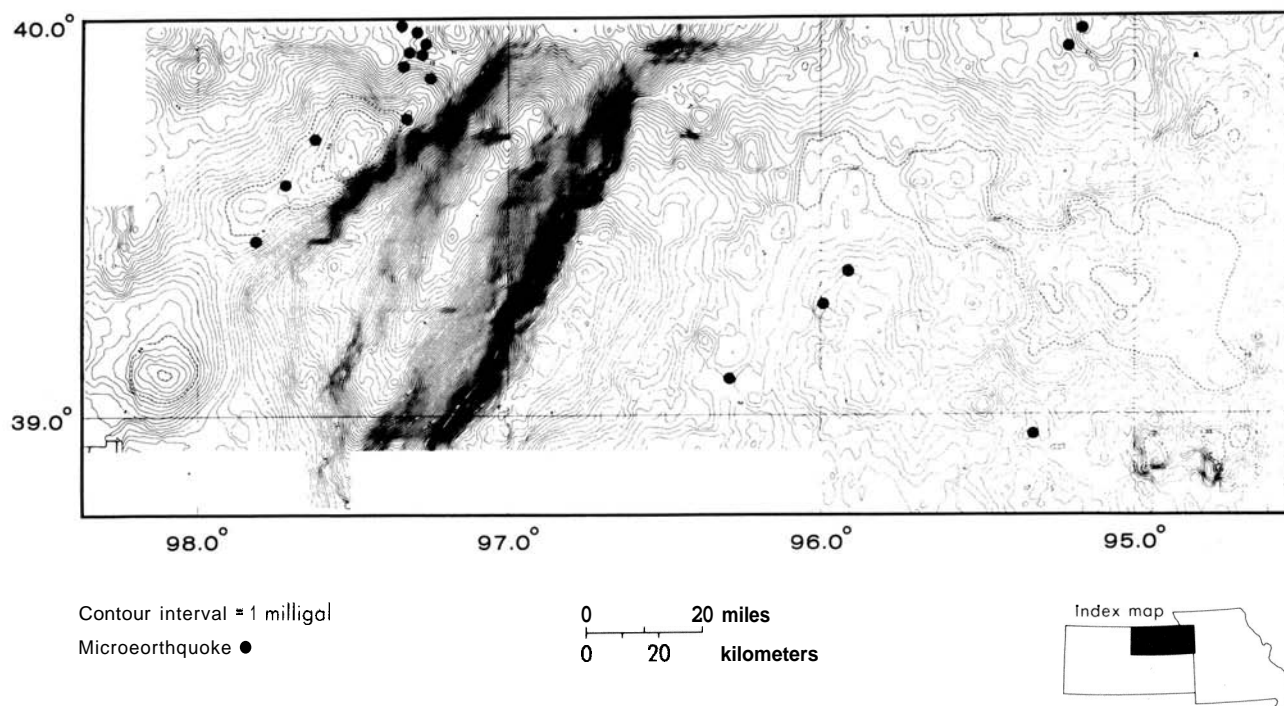 40.0°
39.0°
98.0°
97.0°
96.0°
95.0°
Contour interval = 1 milligal
Microeorthquoke ●
0 20 miles
0 20 kilometers
Index map